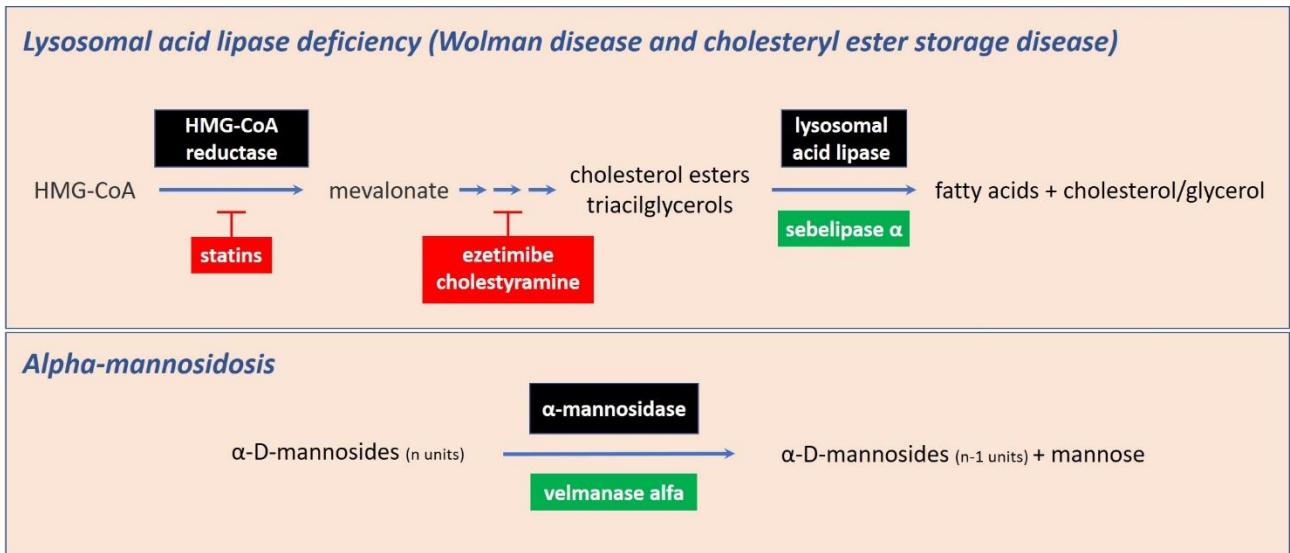 Lysosomal acid lipase deficiency (Wolman disease and cholesteryl ester storage disease)
HMG-CoA
reductase
lysosomal
acid lipase
HMG-CoA
mevalonate
cholesterol esters
triacilglycerols
fatty acids + cholesterol/glycerol
statins
ezetimibe
cholestyramine
sebelipase α
Alpha-mannosidosis
α-mannosidase
α-D-mannosides (n units)
α-D-mannosides (n-1 units) + mannose
velmanase alfa